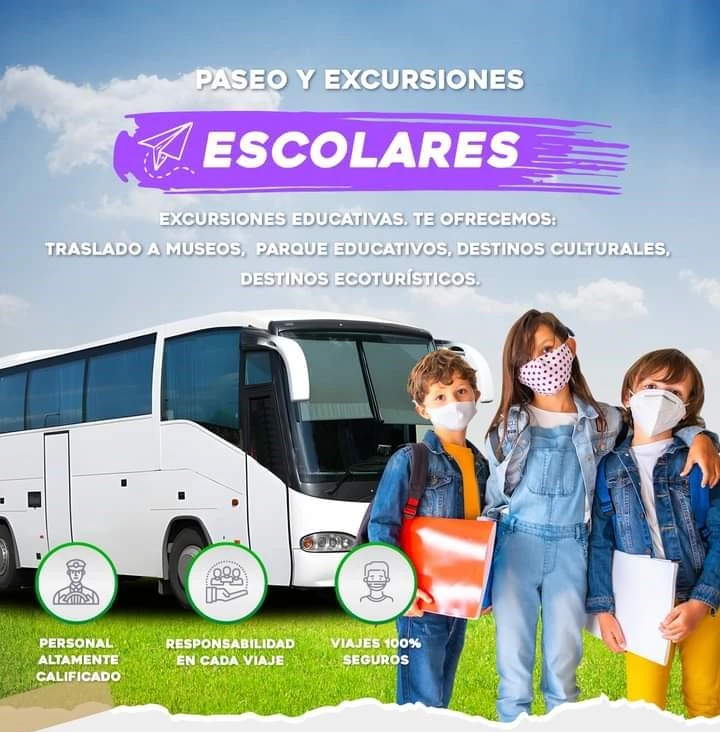 PASEO Y EXCURSIONES
ESCOLARES
EXCURSIONES EDUCATIVAS. TE OFRECEMOS:
TRASLADO A MUSEOS, PARQUE EDUCATIVOS, DESTINOS CULTURALES,
DESTINOS ECOTURÍSTICOS.
PERSONAL
ALTAMENTE
CALIFICADO
RESPONSABILIDAD
EN CADA VIAJE
VIAJES 100%
SEGUROS